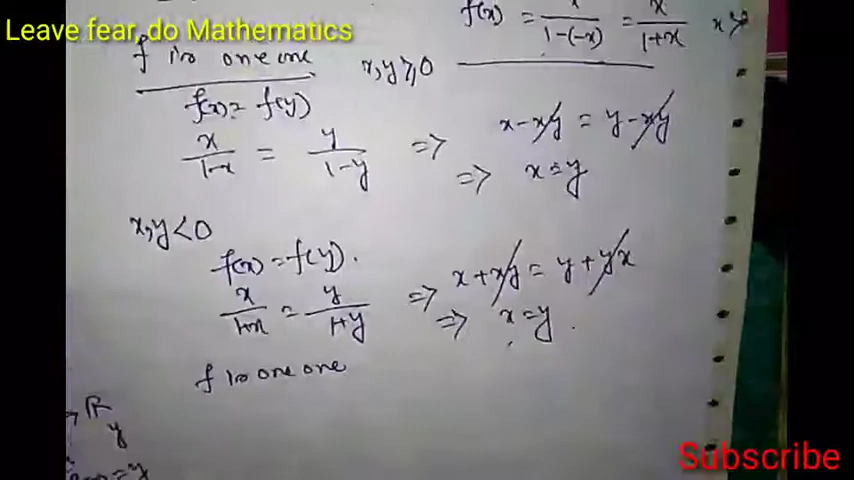 Leave fear, do Mathematics
f(x) = x/(1-(-x)) = x/(1+x)
f is one one
x,y ≥ 0
f(x) = f(y)
x/(1-x) = y/(1-y) => x - xy = y - xy
=> x = y
x,y < 0
f(x) = f(y).
x/(1+x) = y/(1+y) => x + xy = y + yx
=> x = y.
f is one one
R
y
= y
Subscribe